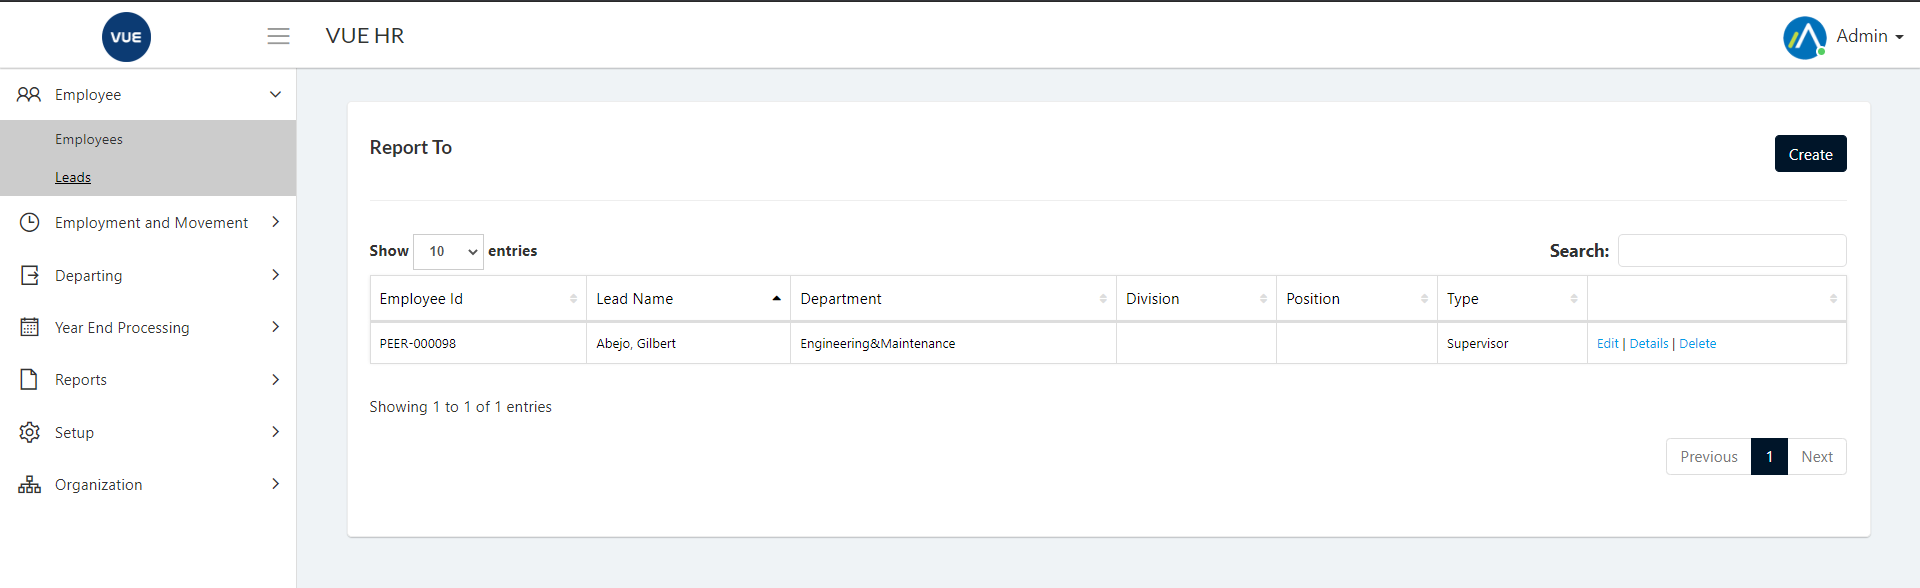 VUE
VUE HR
Admin
Employee
Employees
Leads
Employment and Movement
Departing
Year End Processing
Reports
Setup
Organization
Report To
Create
Show 10 entries
Search:
Employee Id Lead Name Department Division Position Type
PEER-000098 Abejo, Gilbert Engineering&Maintenance Supervisor Edit | Details | Delete
Showing 1 to 1 of 1 entries
Previous 1 Next